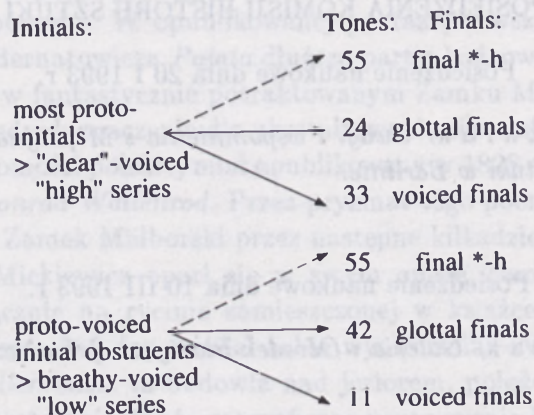 Initials: Tones: Finals:
55 final *-h
most proto-
initials 24 glottal finals
> "clear"-voiced
"high" series 33 voiced finals
55 final *-h
proto-voiced
initial obstruents 42 glottal finals
> breathy-voiced
"low" series 11 voiced finals